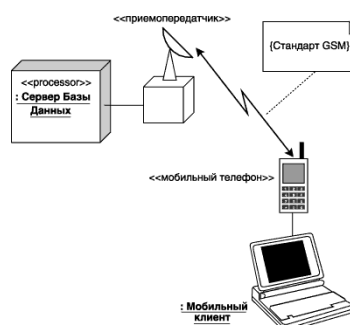 <<приемопередатчик>>
{Стандарт GSM}
<<processor>>
: Сервер Базы
Данных
<<мобильный телефон>>
: Мобильный
клиент